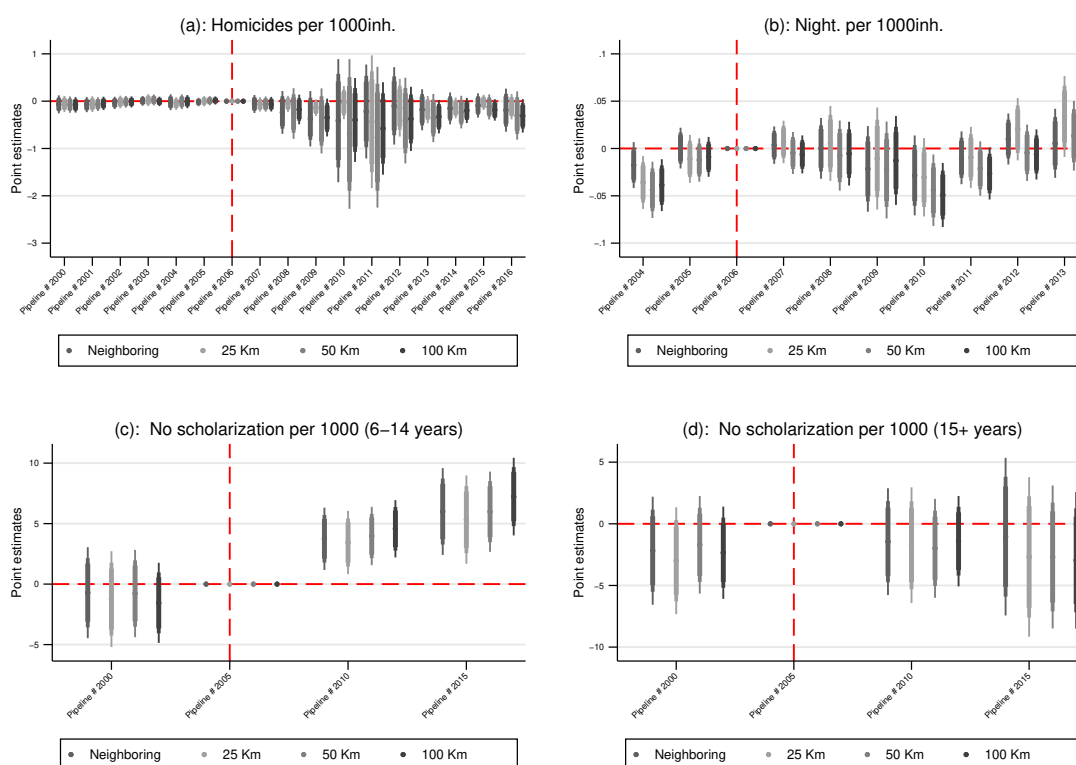 (a): Homicides per 1000inh.
Point estimates
1
0
−1
−2
−3
Pipeline # 2000
Pipeline # 2001
Pipeline # 2002
Pipeline # 2003
Pipeline # 2004
Pipeline # 2005
Pipeline # 2006
Pipeline # 2007
Pipeline # 2008
Pipeline # 2009
Pipeline # 2010
Pipeline # 2011
Pipeline # 2012
Pipeline # 2013
Pipeline # 2014
Pipeline # 2015
Pipeline # 2016
Neighboring 25 Km 50 Km 100 Km
(b): Night. per 1000inh.
Point estimates
.1
.05
0
−.05
−.1
Pipeline # 2004
Pipeline # 2005
Pipeline # 2006
Pipeline # 2007
Pipeline # 2008
Pipeline # 2009
Pipeline # 2010
Pipeline # 2011
Pipeline # 2012
Pipeline # 2013
Neighboring 25 Km 50 Km 100 Km
(c): No scholarization per 1000 (6−14 years)
Point estimates
10
5
0
−5
Pipeline # 2000
Pipeline # 2005
Pipeline # 2010
Pipeline # 2015
Neighboring 25 Km 50 Km 100 Km
(d): No scholarization per 1000 (15+ years)
Point estimates
5
0
−5
−10
Pipeline # 2000
Pipeline # 2005
Pipeline # 2010
Pipeline # 2015
Neighboring 25 Km 50 Km 100 Km